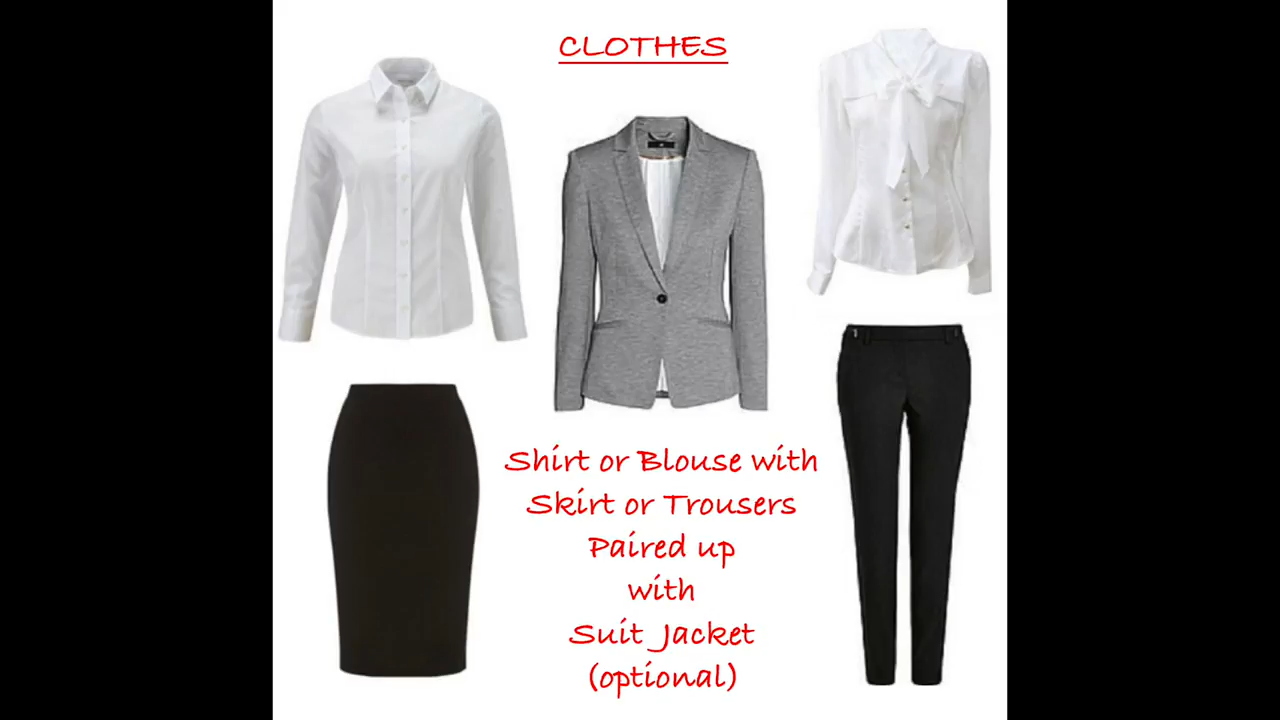 CLOTHES
Shirt or Blouse with
Skirt or Trousers
Paired up
with
Suit Jacket
(optional)